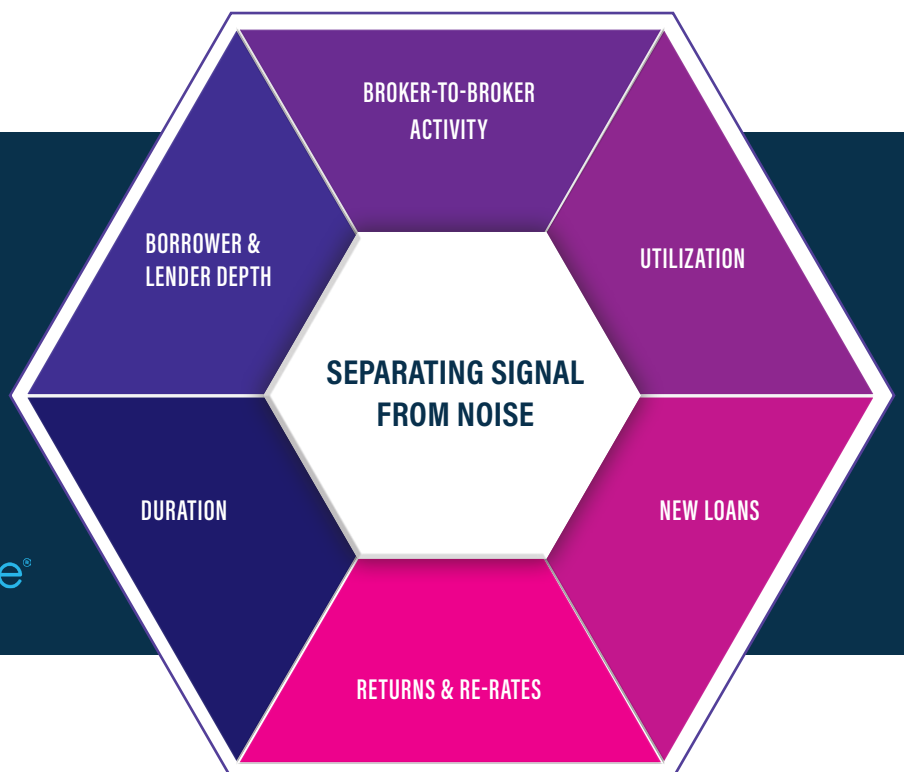 BROKER-TO-BROKER
ACTIVITY
BORROWER &
LENDER DEPTH
UTILIZATION
SEPARATING SIGNAL
FROM NOISE
DURATION
NEW LOANS
e®
RETURNS & RE-RATES